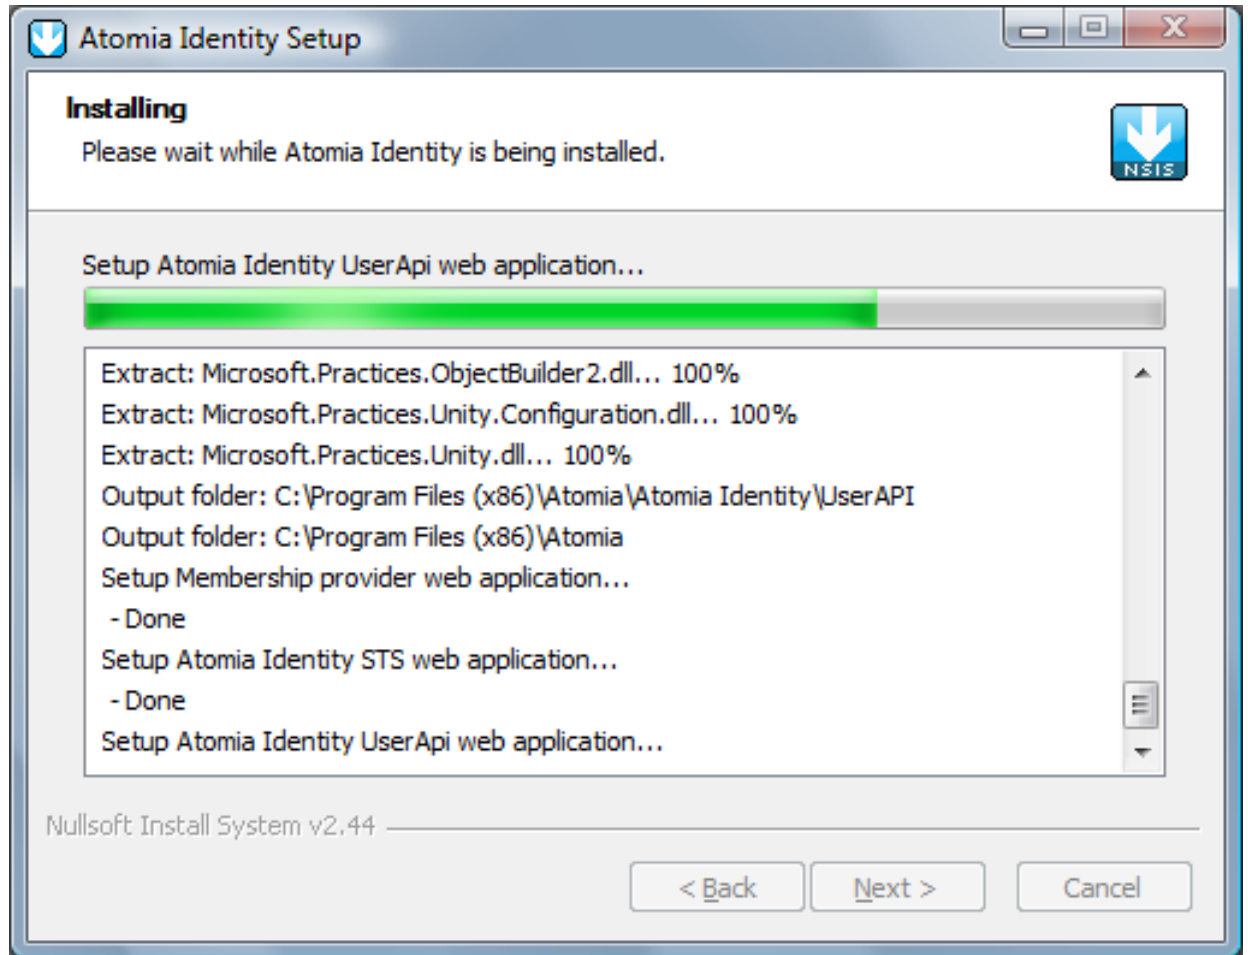 Atomia Identity Setup
Installing
Please wait while Atomia Identity is being installed.
NSIS
Setup Atomia Identity UserApi web application...
Extract: Microsoft.Practices.ObjectBuilder2.dll... 100%
Extract: Microsoft.Practices.Unity.Configuration.dll... 100%
Extract: Microsoft.Practices.Unity.dll... 100%
Output folder: C:\Program Files (x86)\Atomia\Atomia Identity\UserAPI
Output folder: C:\Program Files (x86)\Atomia
Setup Membership provider web application...
- Done
Setup Atomia Identity STS web application...
- Done
Setup Atomia Identity UserApi web application...
Nullsoft Install System v2.44
< Back Next > Cancel